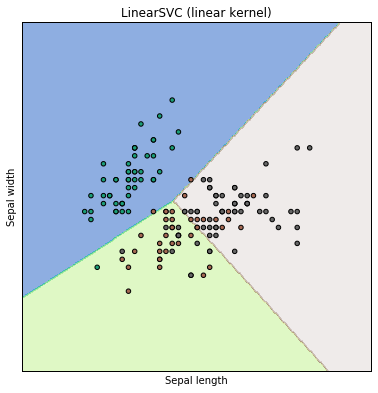 LinearSVC (linear kernel)
Sepal width
Sepal length